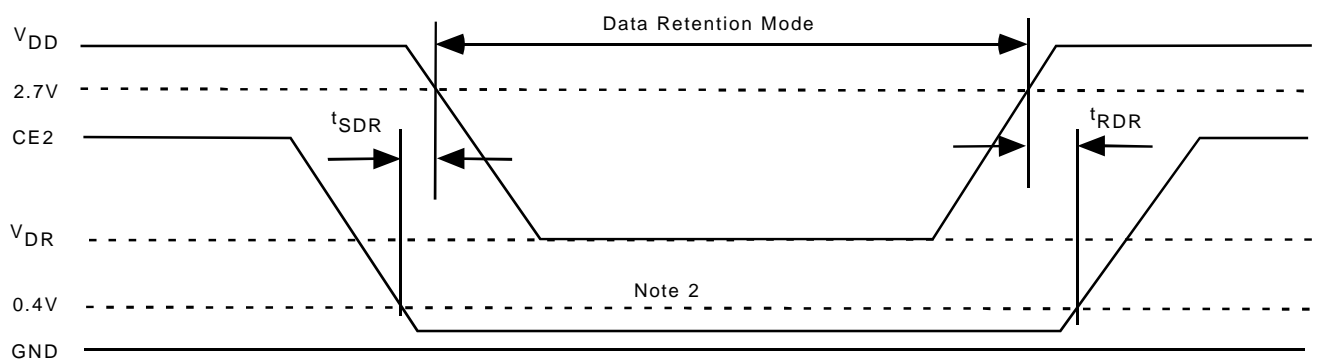 Data Retention Mode
VDD
2.7V
tSDR
tRDR
CE2
VDR
Note 2
0.4V
GND